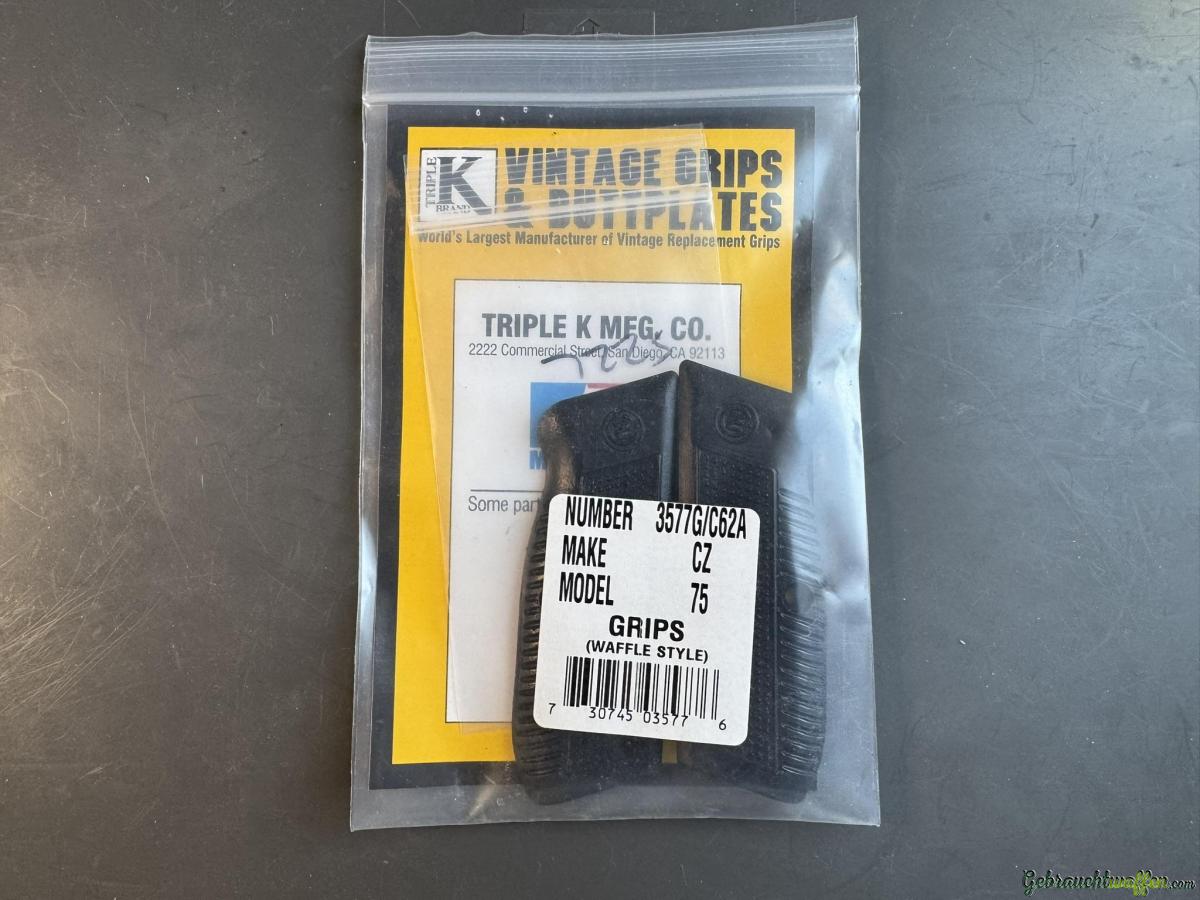 TRIPLE
K
BRAND
VINTAGE GRIPS
& BUTTPLATES
World's Largest Manufacturer of Vintage Replacement Grips
TRIPLE K MFG. CO.
2222 Commercial Street, San Diego, CA 92113
M
Some par
NUMBER 3577G/C62A
MAKE CZ
MODEL 75
GRIPS
(WAFFLE STYLE)
7 30745 03577 6
Gebrauchtwaffen.com